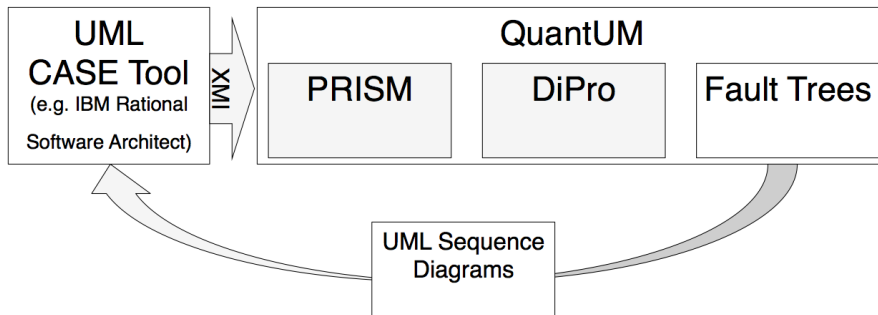 UML
CASE Tool
(e.g. IBM Rational
Software Architect)
XMI
QuantUM
PRISM
DiPro
Fault Trees
UML Sequence
Diagrams